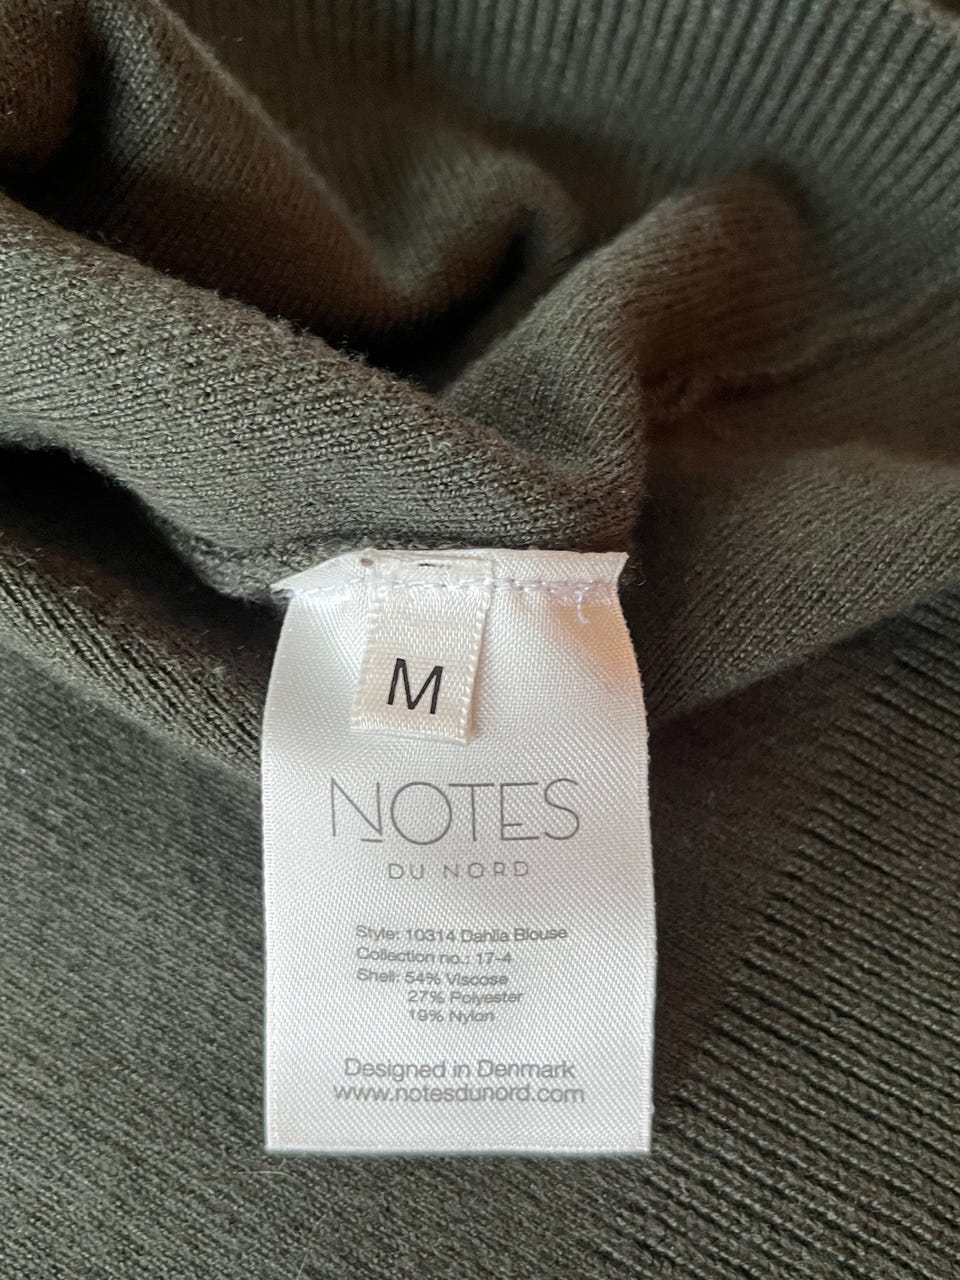 M
NOTES
DU NORD
Style: 10314 Dahlia Blouse
Collection no.: 17-4
Shell: 54% Viscose
27% Polyester
19% Nylon
Designed in Denmark
www.notesdunord.com